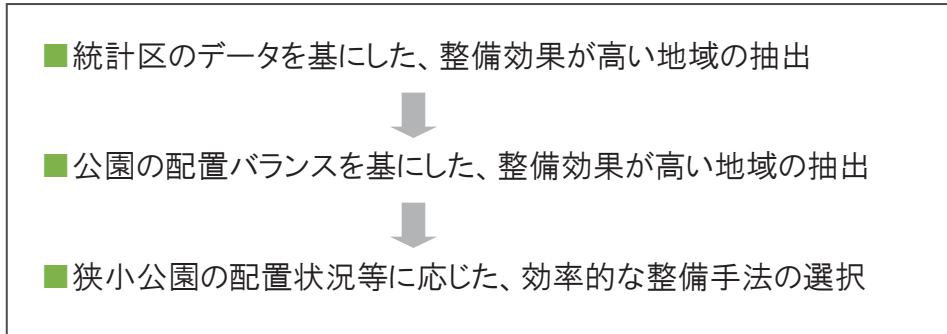 ■統計区のデータを基にした、整備効果が高い地域の抽出
■公園の配置バランスを基にした、整備効果が高い地域の抽出
■狭小公園の配置状況等に応じた、効率的な整備手法の選択